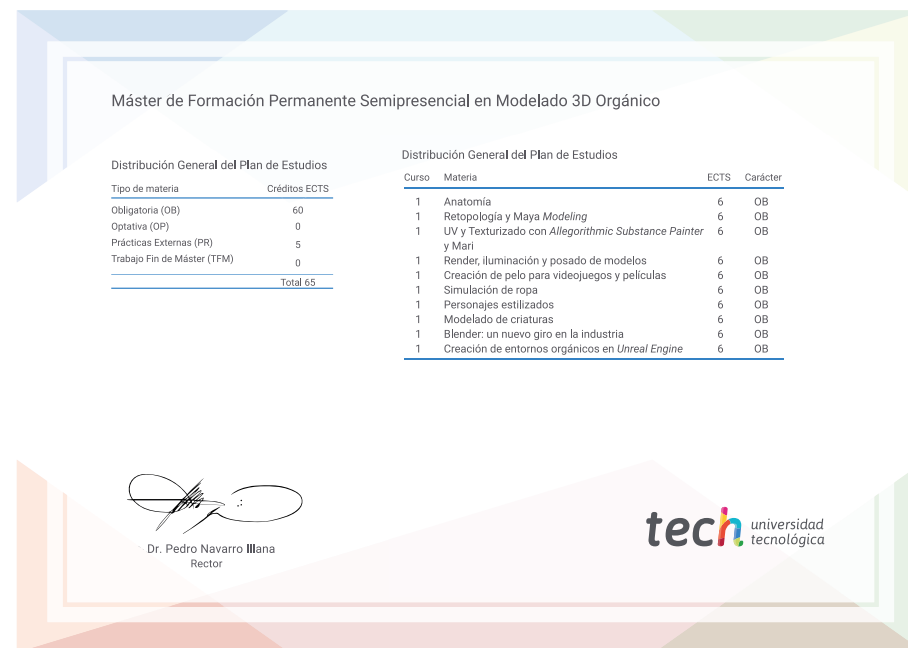 Máster de Formación Permanente Semipresencial en Modelado 3D Orgánico
Distribución General del Plan de Estudios
Tipo de materia Créditos ECTS
Obligatoria (OB) 60
Optativa (OP) 0
Prácticas Externas (PR) 5
Trabajo Fin de Máster (TFM) 0
Total 65
Distribución General del Plan de Estudios
Curso Materia ECTS Carácter
1 Anatomía 6 OB
1 Retopología y Maya Modeling 6 OB
1 UV y Texturizado con Allegorithmic Substance Painter 6 OB
y Mari
1 Render, iluminación y posado de modelos 6 OB
1 Creación de pelo para videojuegos y películas 6 OB
1 Simulación de ropa 6 OB
1 Personajes estilizados 6 OB
1 Modelado de criaturas 6 OB
1 Blender: un nuevo giro en la industria 6 OB
1 Creación de entornos orgánicos en Unreal Engine 6 OB
Dr. Pedro Navarro Illana
Rector
tech universidad
tecnológica